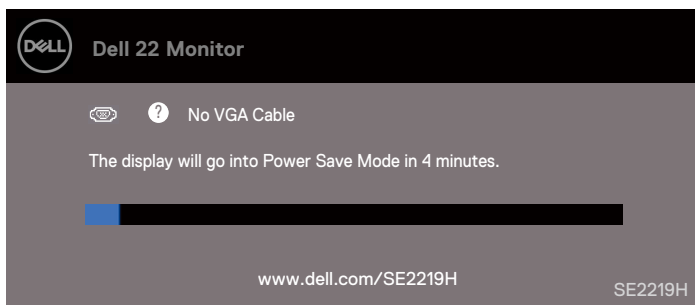 DELL
Dell 22 Monitor
? No VGA Cable
The display will go into Power Save Mode in 4 minutes.
www.dell.com/SE2219H
SE2219H